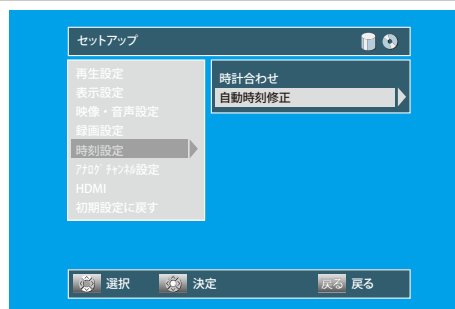 セットアップ
再生設定
表示設定
映像・音声設定
録画設定
時刻設定
ｱﾅﾛｸﾞﾁｬﾝﾈﾙ設定
HDMI
初期設定に戻す
時計合わせ
自動時刻修正
選択
決定
戻る 戻る